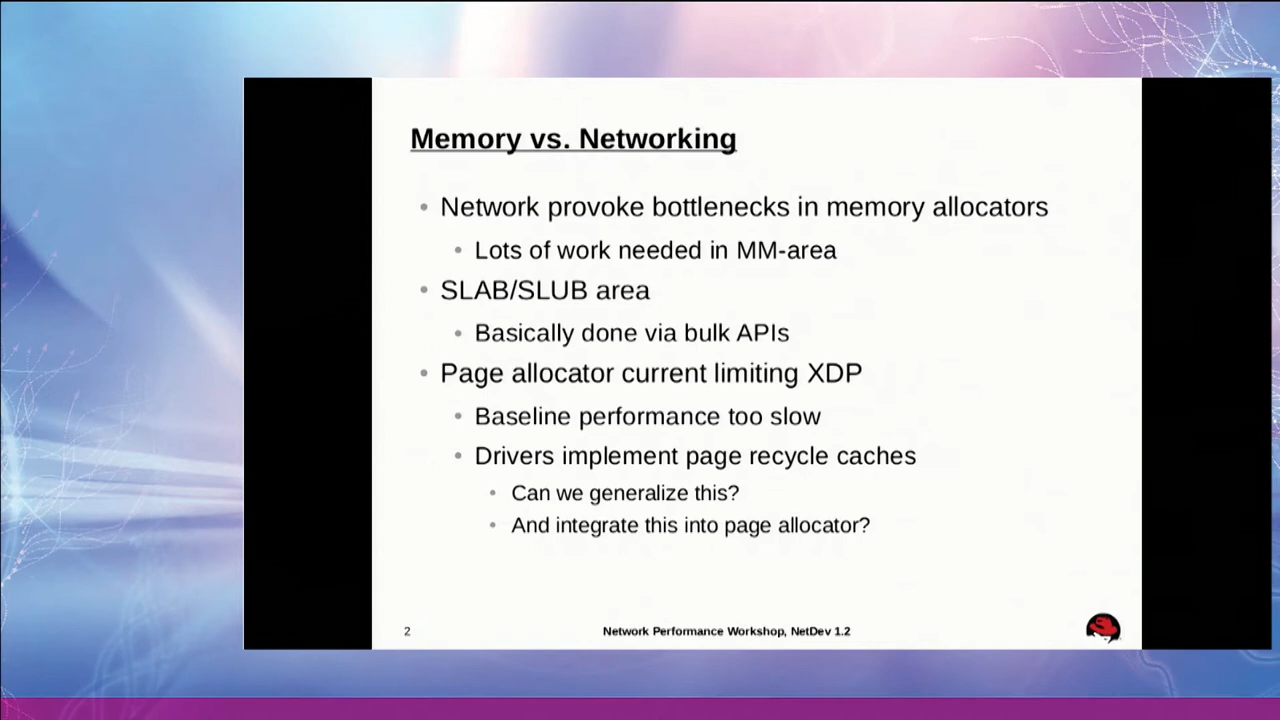 Memory vs. Networking
Network provoke bottlenecks in memory allocators
Lots of work needed in MM-area
SLAB/SLUB area
Basically done via bulk APIs
Page allocator current limiting XDP
Baseline performance too slow
Drivers implement page recycle caches
Can we generalize this?
And integrate this into page allocator?
2
Network Performance Workshop, NetDev 1.2